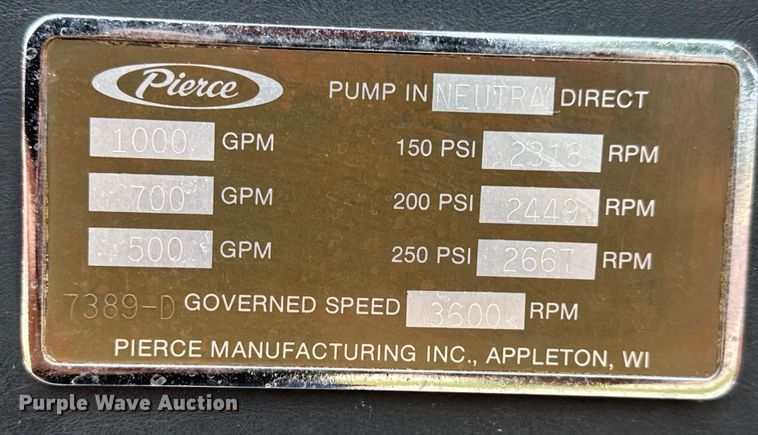 Pierce PUMP IN NEUTRAL DIRECT
1000 GPM 150 PSI 2318 RPM
700 GPM 200 PSI 2449 RPM
500 GPM 250 PSI 2667 RPM
7389-D GOVERNED SPEED 3600 RPM
PIERCE MANUFACTURING INC., APPLETON, WI
Purple Wave Auction